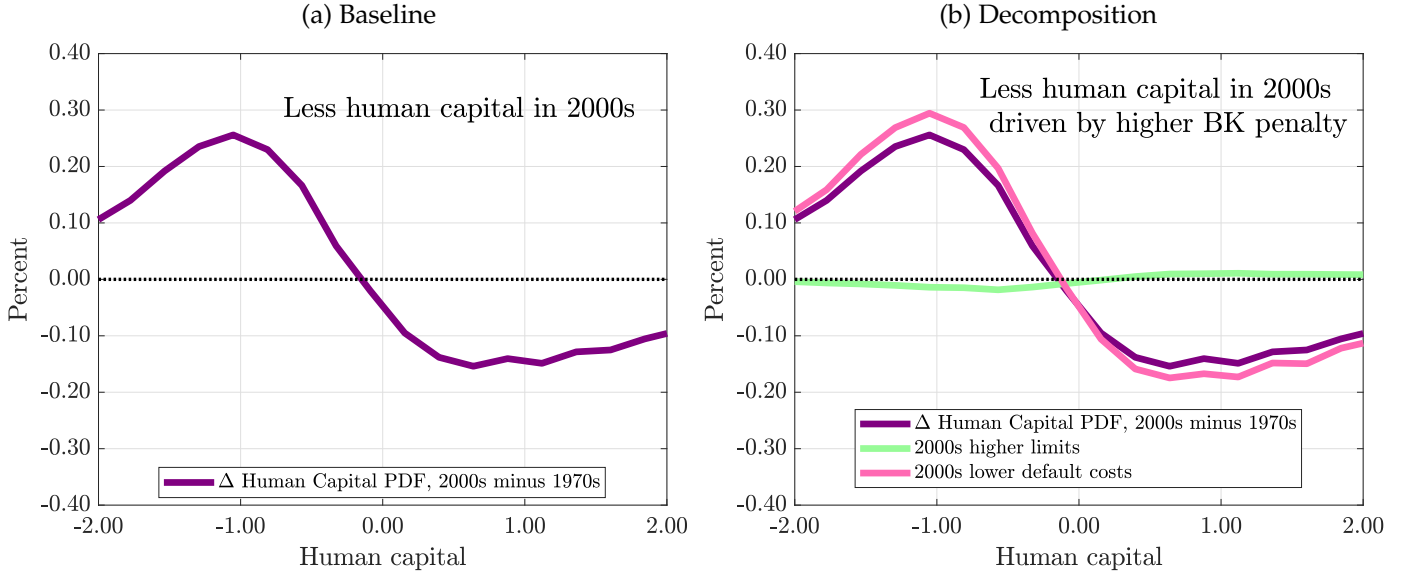 (a) Baseline
0.40
0.30
0.20
0.10
0.00
-0.10
-0.20
-0.30
-0.40
Percent
Less human capital in 2000s
Δ Human Capital PDF, 2000s minus 1970s
-2.00
-1.00
0.00
1.00
2.00
Human capital
(b) Decomposition
0.40
0.30
0.20
0.10
0.00
-0.10
-0.20
-0.30
-0.40
Percent
Less human capital in 2000s
driven by higher BK penalty
Δ Human Capital PDF, 2000s minus 1970s
2000s higher limits
2000s lower default costs
-2.00
-1.00
0.00
1.00
2.00
Human capital